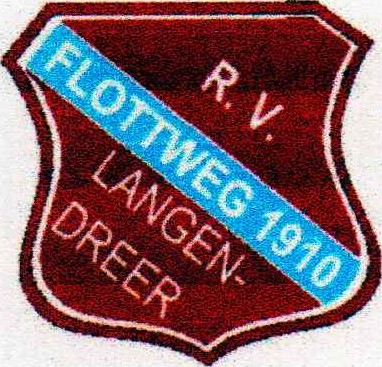 R. V.
FLOTTWEG 1910
LANGEN-
DREER